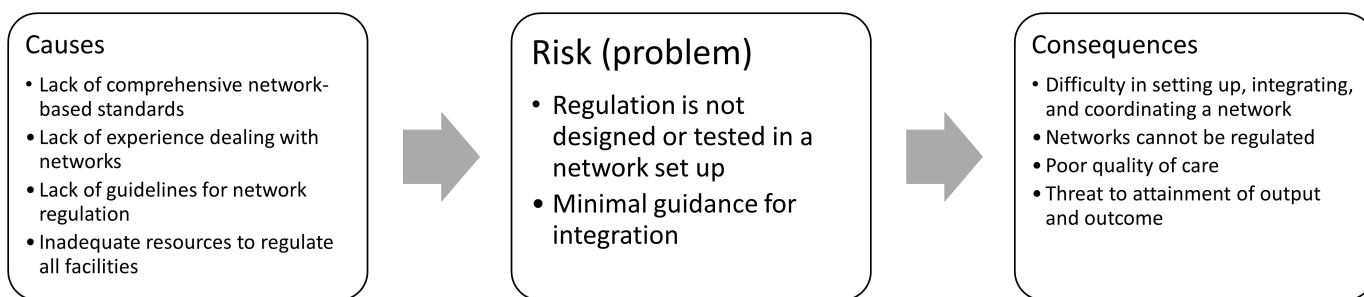 Causes
• Lack of comprehensive network-
based standards
• Lack of experience dealing with
networks
• Lack of guidelines for network
regulation
• Inadequate resources to regulate
all facilities
Risk (problem)
• Regulation is not
designed or tested in a
network set up
• Minimal guidance for
integration
Consequences
• Difficulty in setting up, integrating,
and coordinating a network
• Networks cannot be regulated
• Poor quality of care
• Threat to attainment of output
and outcome